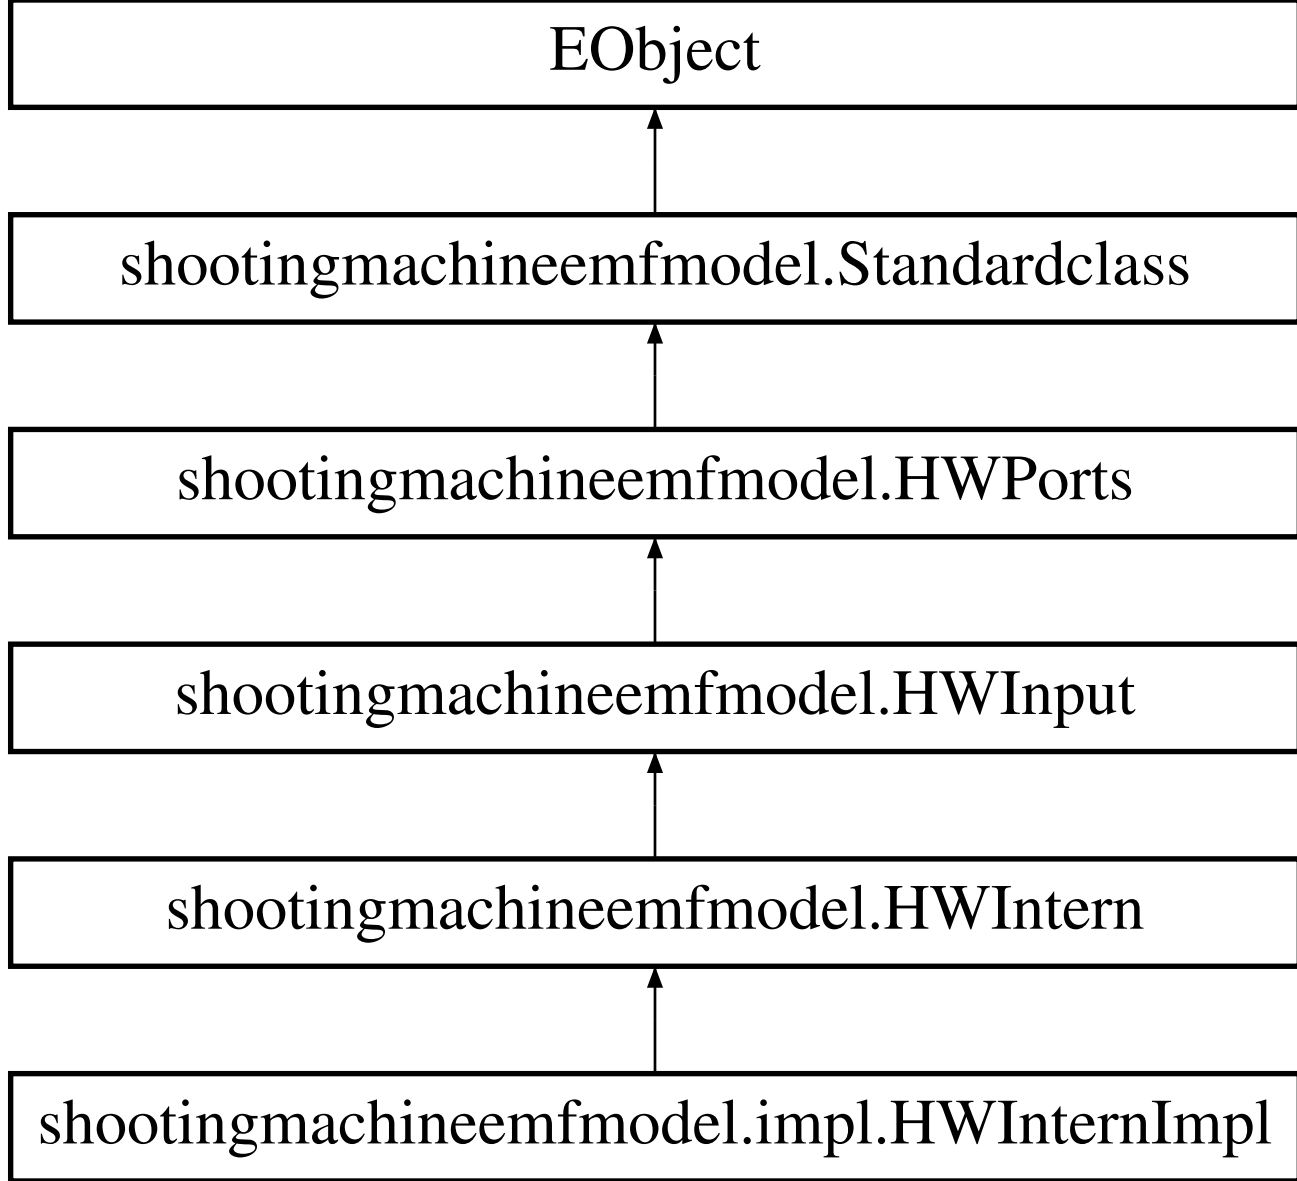 EObject
shootingmachineemfmodel.Standardclass
shootingmachineemfmodel.HWPorts
shootingmachineemfmodel.HWInput
shootingmachineemfmodel.HWIntern
shootingmachineemfmodel.impl.HWInternImpl